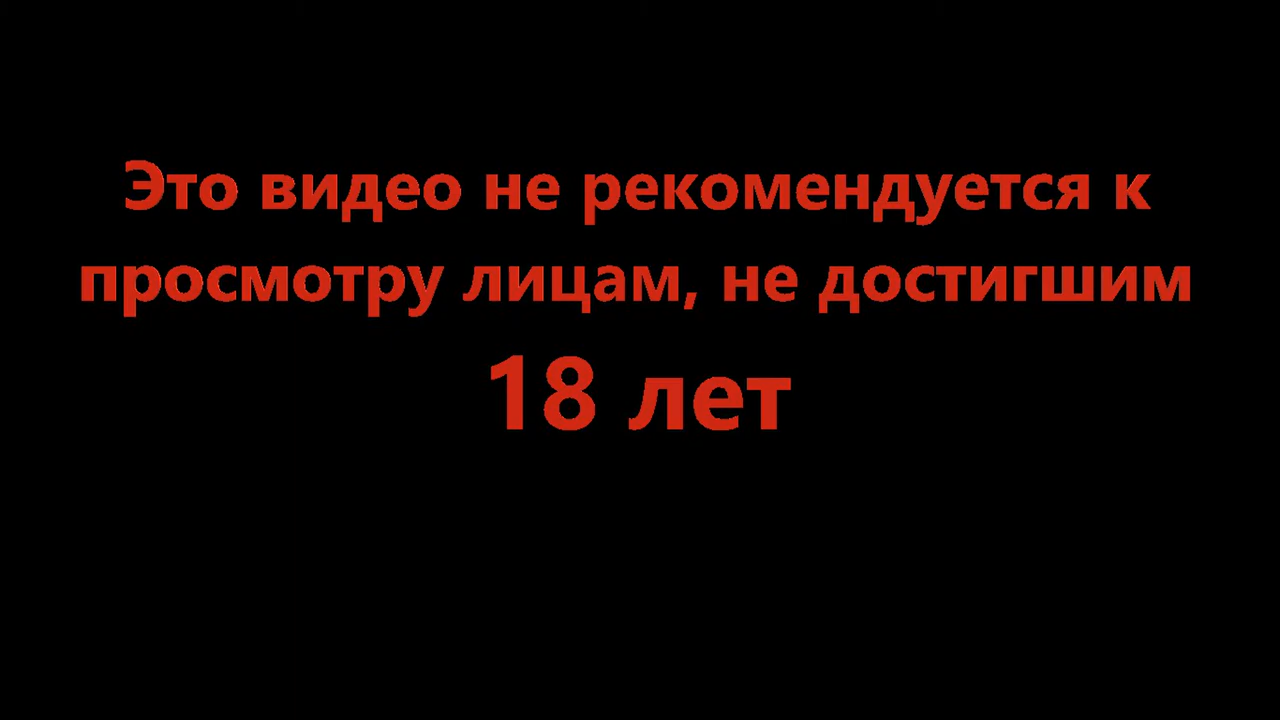 Это видео не рекомендуется к
просмотру лицам, не достигшим
18 лет